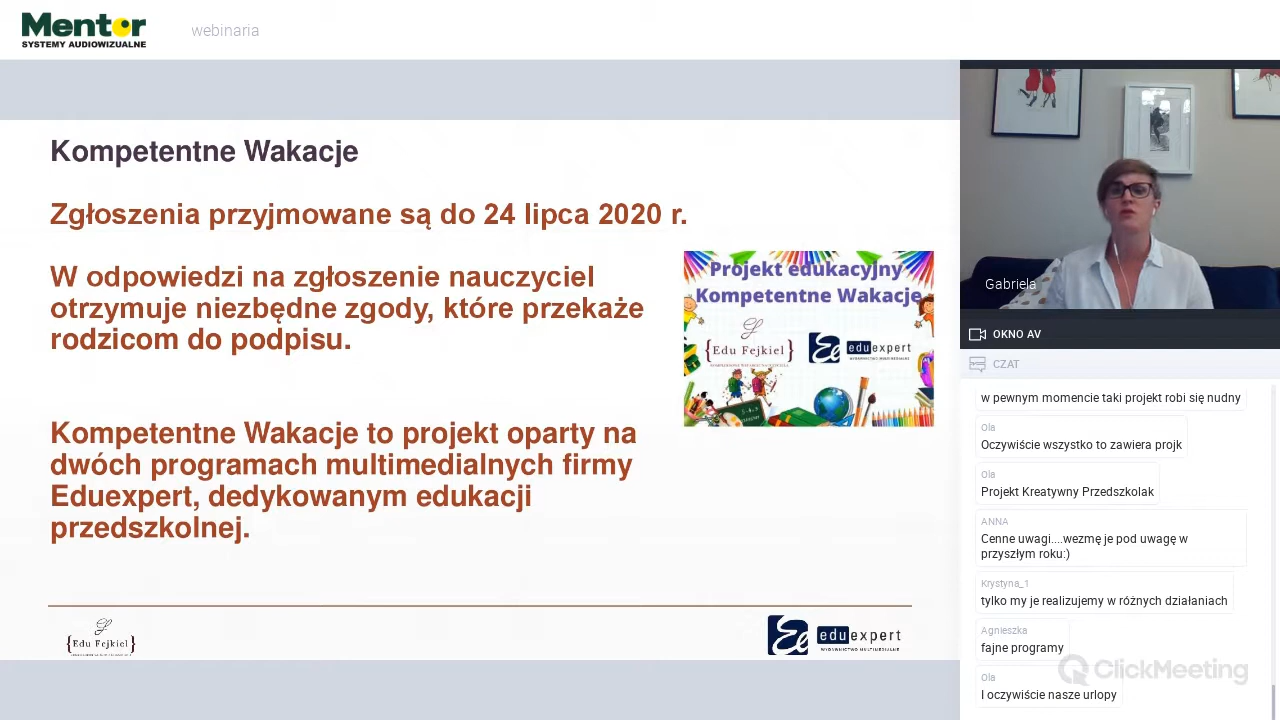 Mentor
SYSTEMY AUDIOWIZUALNE
webinaria
Kompetentne Wakacje
Zgłoszenia przyjmowane są do 24 lipca 2020 r.
W odpowiedzi na zgłoszenie nauczyciel
otrzymuje niezbędne zgody, które przekaże
rodzicom do podpisu.
Projekt edukacyjny
Kompetentne Wakacje
{Edu Fejkiel}
eduexpert
WYDAWNICTWO MULTIMEDIALNE
Kompetentne Wakacje to projekt oparty na
dwóch programach multimedialnych firmy
Eduexpert, dedykowanym edukacji
przedszkolnej.
{Edu Fejkiel}
eduexpert
WYDAWNICTWO MULTIMEDIALNE
Gabriela
OKNO AV
CZAT
w pewnym momencie taki projekt robi się nudny
Ola
Oczywiście wszystko to zawiera projk
Ola
Projekt Kreatywny Przedszkolak
ANNA
Cenne uwagi....wezmę je pod uwagę w
przyszłym roku:)
Krystyna_1
tylko my je realizujemy w różnych działaniach
Agnieszka
fajne programy
Ola
I oczywiście nasze urlopy
ClickMeeting